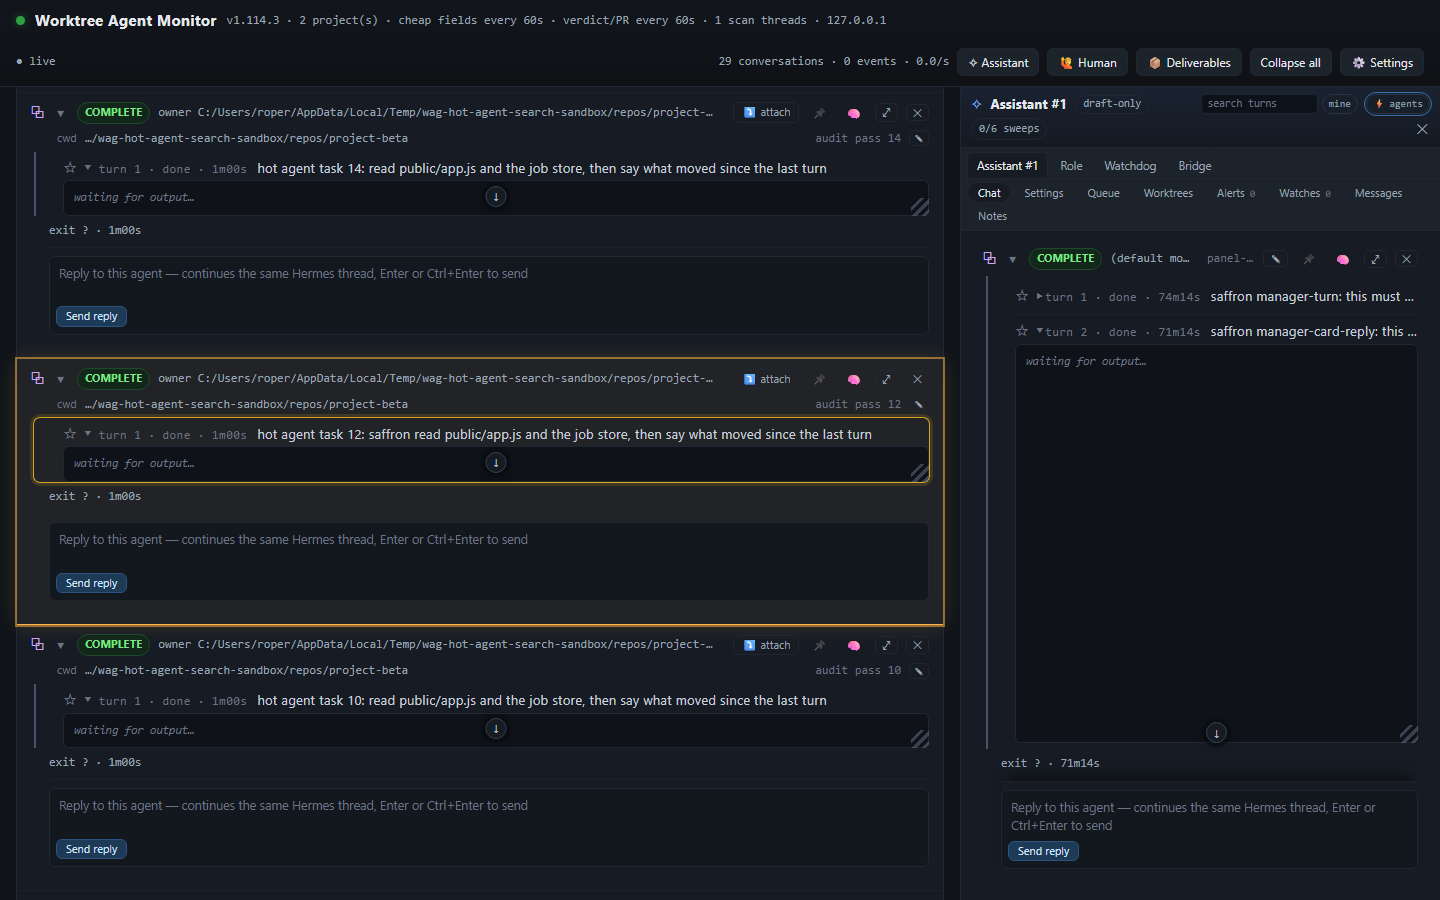 Worktree Agent Monitor v1.114.3 · 2 project(s) · cheap fields every 60s · verdict/PR every 60s · 1 scan threads · 127.0.0.1
live
29 conversations · 0 events · 0.0/s
Assistant
Human
Deliverables
Collapse all
Settings
COMPLETE owner C:/Users/roper/AppData/Local/Temp/wag-hot-agent-search-sandbox/repos/project-… attach
cwd …/wag-hot-agent-search-sandbox/repos/project-beta audit pass 14
turn 1 · done · 1m00s hot agent task 14: read public/app.js and the job store, then say what moved since the last turn
waiting for output…
exit ? · 1m00s
Reply to this agent — continues the same Hermes thread, Enter or Ctrl+Enter to send
Send reply
COMPLETE owner C:/Users/roper/AppData/Local/Temp/wag-hot-agent-search-sandbox/repos/project-… attach
cwd …/wag-hot-agent-search-sandbox/repos/project-beta audit pass 12
turn 1 · done · 1m00s hot agent task 12: saffron read public/app.js and the job store, then say what moved since the last turn
waiting for output…
exit ? · 1m00s
Reply to this agent — continues the same Hermes thread, Enter or Ctrl+Enter to send
Send reply
COMPLETE owner C:/Users/roper/AppData/Local/Temp/wag-hot-agent-search-sandbox/repos/project-… attach
cwd …/wag-hot-agent-search-sandbox/repos/project-beta audit pass 10
turn 1 · done · 1m00s hot agent task 10: read public/app.js and the job store, then say what moved since the last turn
waiting for output…
exit ? · 1m00s
Reply to this agent — continues the same Hermes thread, Enter or Ctrl+Enter to send
Send reply
Assistant #1 draft-only search turns mine agents
0/6 sweeps
Assistant #1 Role Watchdog Bridge
Chat Settings Queue Worktrees Alerts 0 Watches 0 Messages
Notes
COMPLETE (default mo… panel-…
turn 1 · done · 74m14s saffron manager-turn: this must …
turn 2 · done · 71m14s saffron manager-card-reply: this …
waiting for output…
exit ? · 71m14s
Reply to this agent — continues the same Hermes thread, Enter or
Ctrl+Enter to send
Send reply